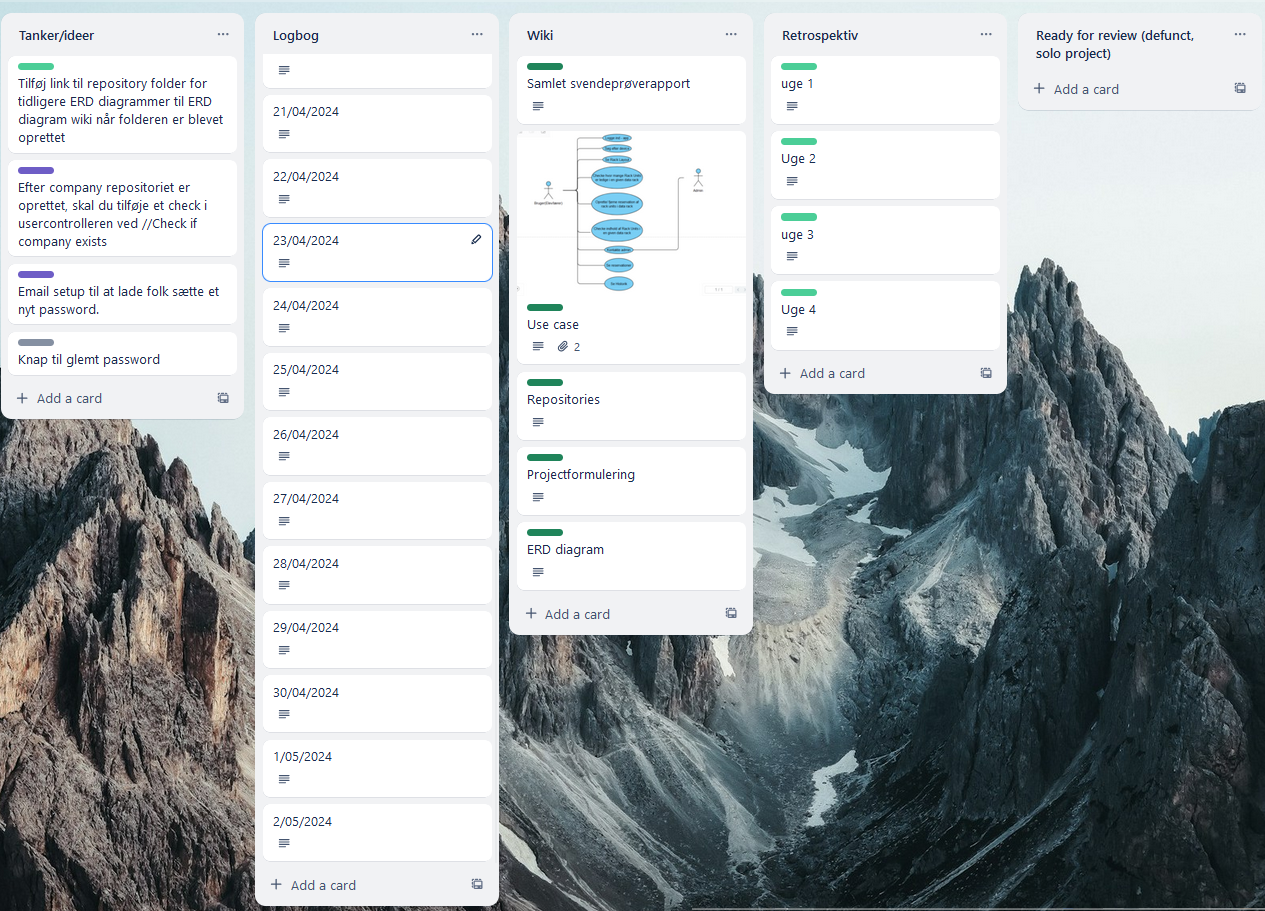 Tanker/ideer
Tilføj link til repository folder for
tidligere ERD diagrammer til ERD
diagram wiki når folderen er blevet
oprettet
Efter company repositoriet er
oprettet, skal du tilføje et check i
usercontrolleren ved //Check if
company exists
Email setup til at lade folk sætte et
nyt password.
Knap til glemt password
Add a card
Logbog
21/04/2024
22/04/2024
23/04/2024
24/04/2024
25/04/2024
26/04/2024
27/04/2024
28/04/2024
29/04/2024
30/04/2024
1/05/2024
2/05/2024
Add a card
Wiki
Samlet svendeprøverapport
Use case
2
Repositories
Projectformulering
ERD diagram
Add a card
Retrospektiv
uge 1
Uge 2
uge 3
Uge 4
Add a card
Ready for review (defunct,
solo project)
Add a card